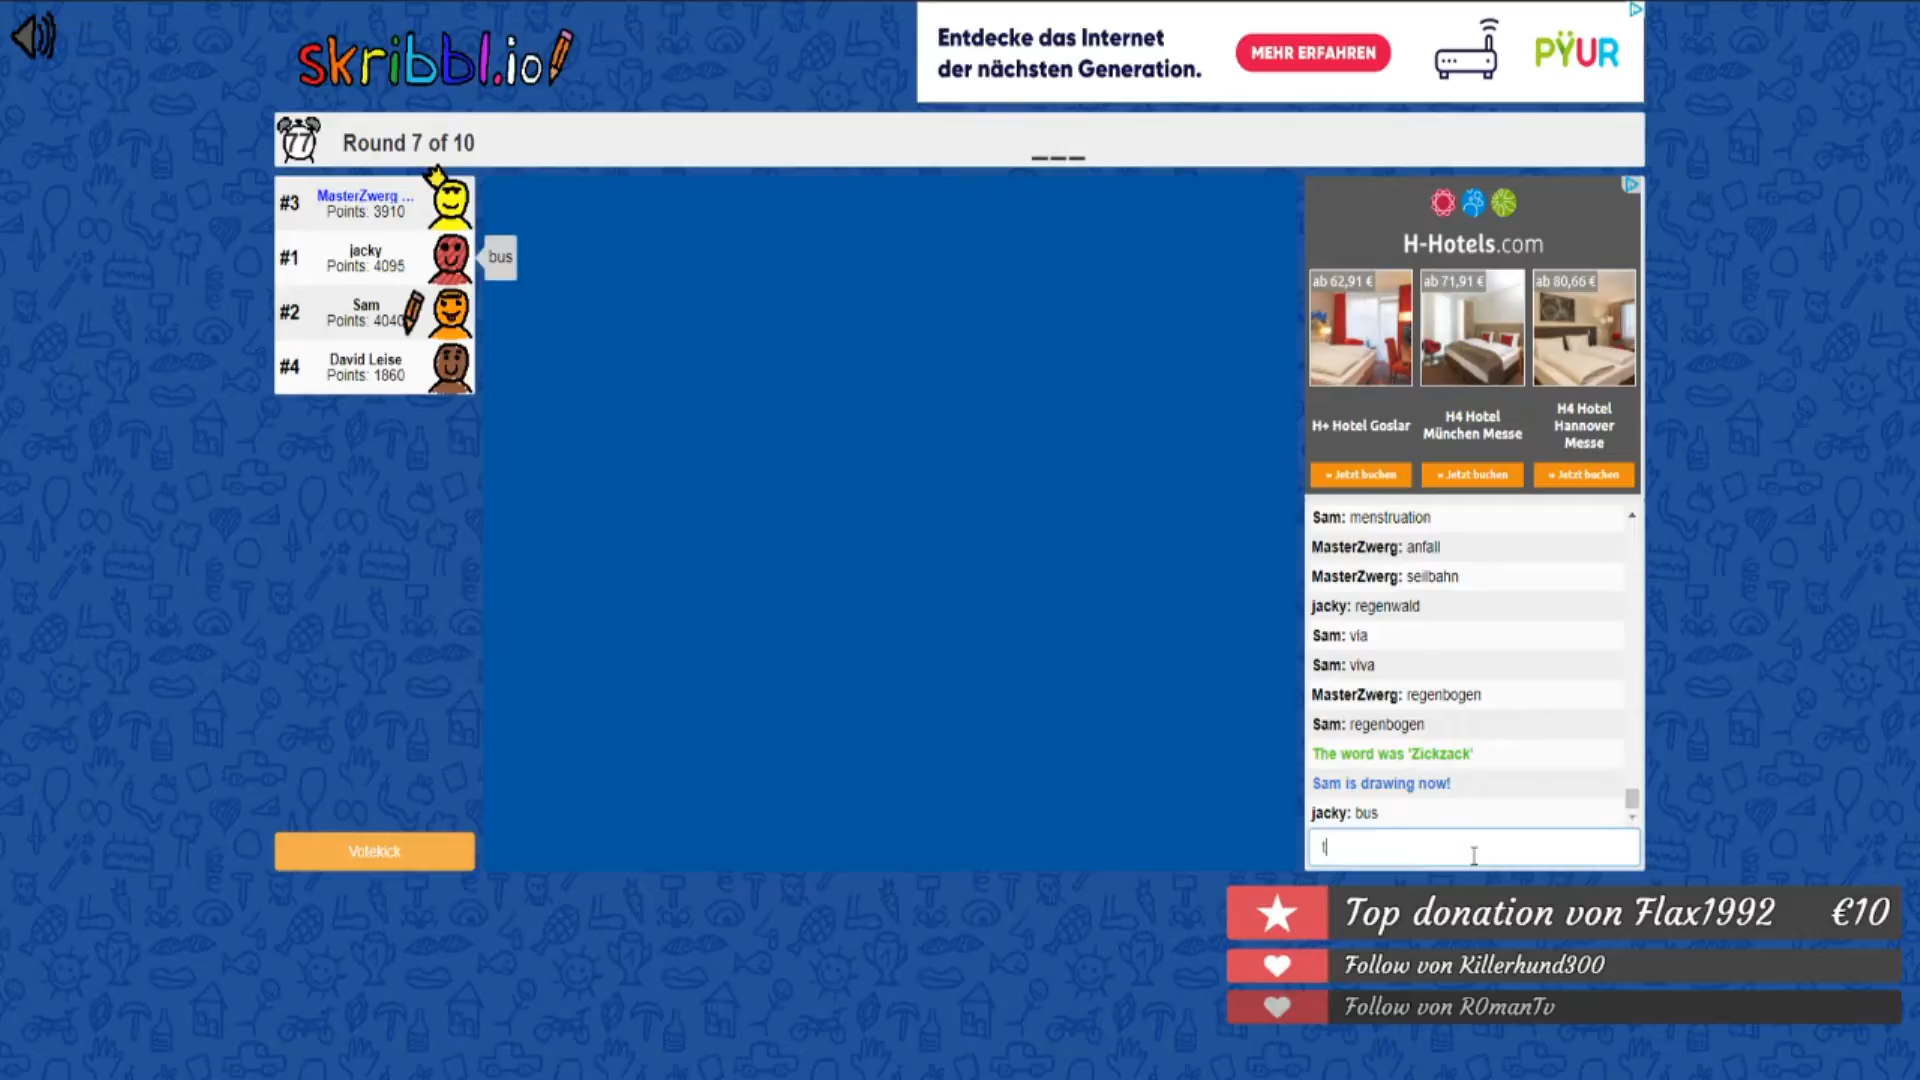 skribbl.io
Entdecke das Internet
der nächsten Generation.
MEHR ERFAHREN
PŸUR
77
Round 7 of 10
_ _ _
#3
MasterZwerg ...
Points: 3910
#1
jacky
Points: 4095
bus
#2
Sam
Points: 4040
#4
David Leise
Points: 1860
Votekick
H-Hotels.com
ab 62,91 €
ab 71,91 €
ab 80,66 €
H+ Hotel Goslar
H4 Hotel
München Messe
H4 Hotel
Hannover
Messe
» Jetzt buchen
» Jetzt buchen
» Jetzt buchen
Sam: menstruation
MasterZwerg: anfall
MasterZwerg: seilbahn
jacky: regenwald
Sam: via
Sam: viva
MasterZwerg: regenbogen
Sam: regenbogen
The word was 'Zickzack'
Sam is drawing now!
jacky: bus
t
Top donation von Flax1992 €10
Follow von Killerhund300
Follow von R0manTv